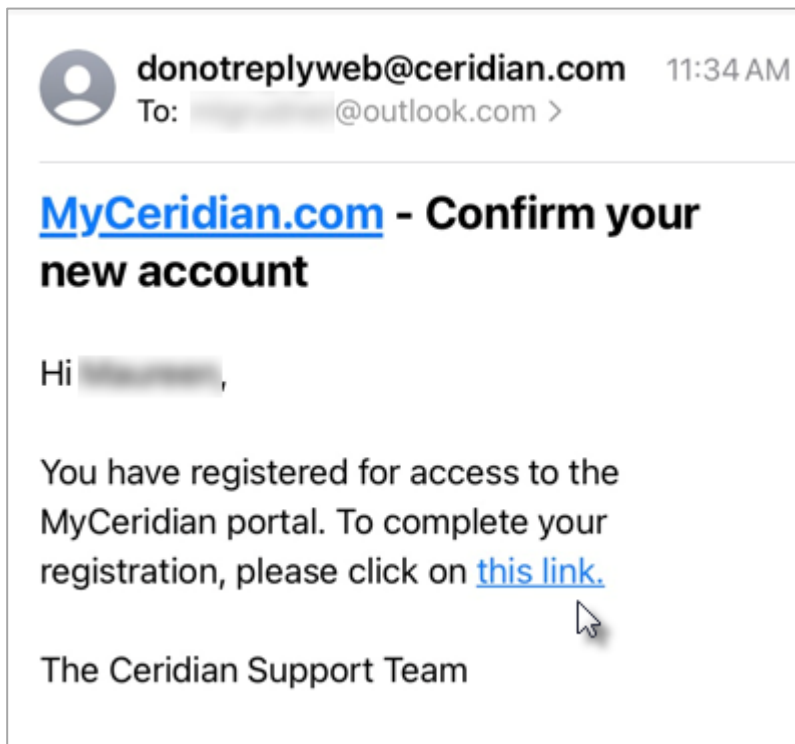 donotreplyweb@ceridian.com 11:34 AM
To: @outlook.com >
MyCeridian.com - Confirm your
new account
Hi ,
You have registered for access to the
MyCeridian portal. To complete your
registration, please click on this link.
The Ceridian Support Team